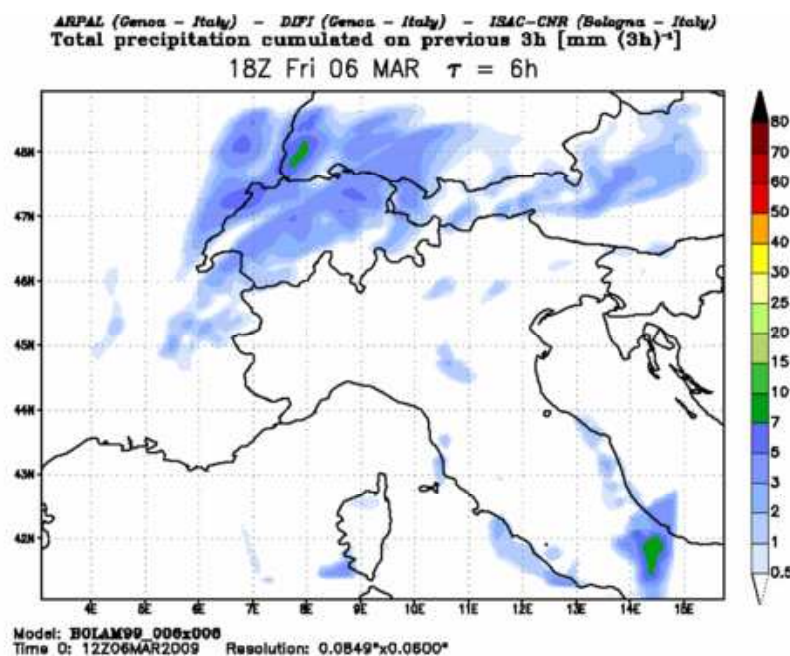 ARPAL (Genoa - Italy) - DIFI (Genoa - Italy) - ISAC-CNR (Bologna - Italy)
Total precipitation cumulated on previous 3h [mm (3h)⁻¹]
18Z Fri 06 MAR τ = 6h
80
70
60
50
40
30
25
20
15
10
7
5
3
2
1
0.5
48N
47N
46N
45N
44N
43N
42N
4E 5E 6E 7E 8E 9E 10E 11E 12E 13E 14E 15E
Model: BOLAM99_006x006
Time 0: 12Z06MAR2009 Resolution: 0.0849°x0.0600°